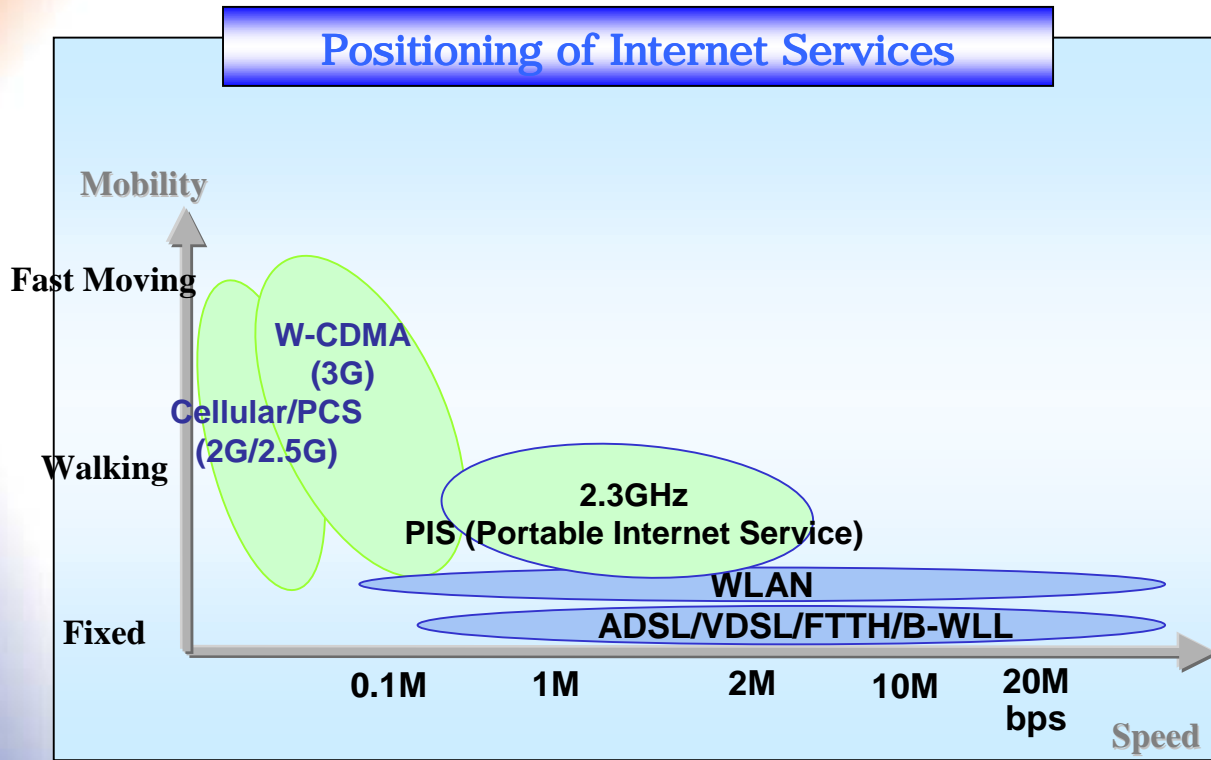 Positioning of Internet Services
Mobility
Fast Moving
W-CDMA
(3G)
Cellular/PCS
(2G/2.5G)
Walking
2.3GHz
PIS (Portable Internet Service)
WLAN
ADSL/VDSL/FTTH/B-WLL
Fixed
0.1M
1M
2M
10M
20M
bps
Speed